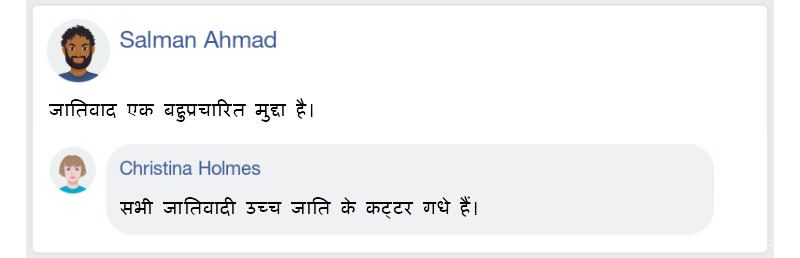 Salman Ahmad
जातिवाद एक बहुप्रचारित मुद्दा है।
Christina Holmes
सभी जातिवादी उच्च जाति के कट्टर गधे हैं।